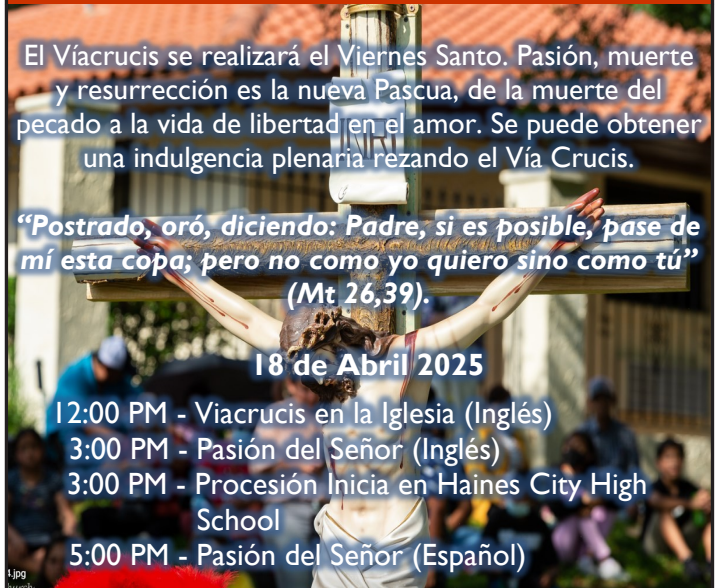 El Víacrucis se realizará el Viernes Santo. Pasión, muerte
y resurrección es la nueva Pascua, de la muerte del
pecado a la vida de libertad en el amor. Se puede obtener
una indulgencia plenaria rezando el Vía Crucis.
INRI
“Postrado, oró, diciendo: Padre, si es posible, pase de
mí esta copa; pero no como yo quiero sino como tú”
(Mt 26,39).
18 de Abril 2025
12:00 PM - Viacrucis en la Iglesia (Inglés)
3:00 PM - Pasión del Señor (Inglés)
3:00 PM - Procesión Inicia en Haines City High
School
5:00 PM - Pasión del Señor (Español)
4.jpg